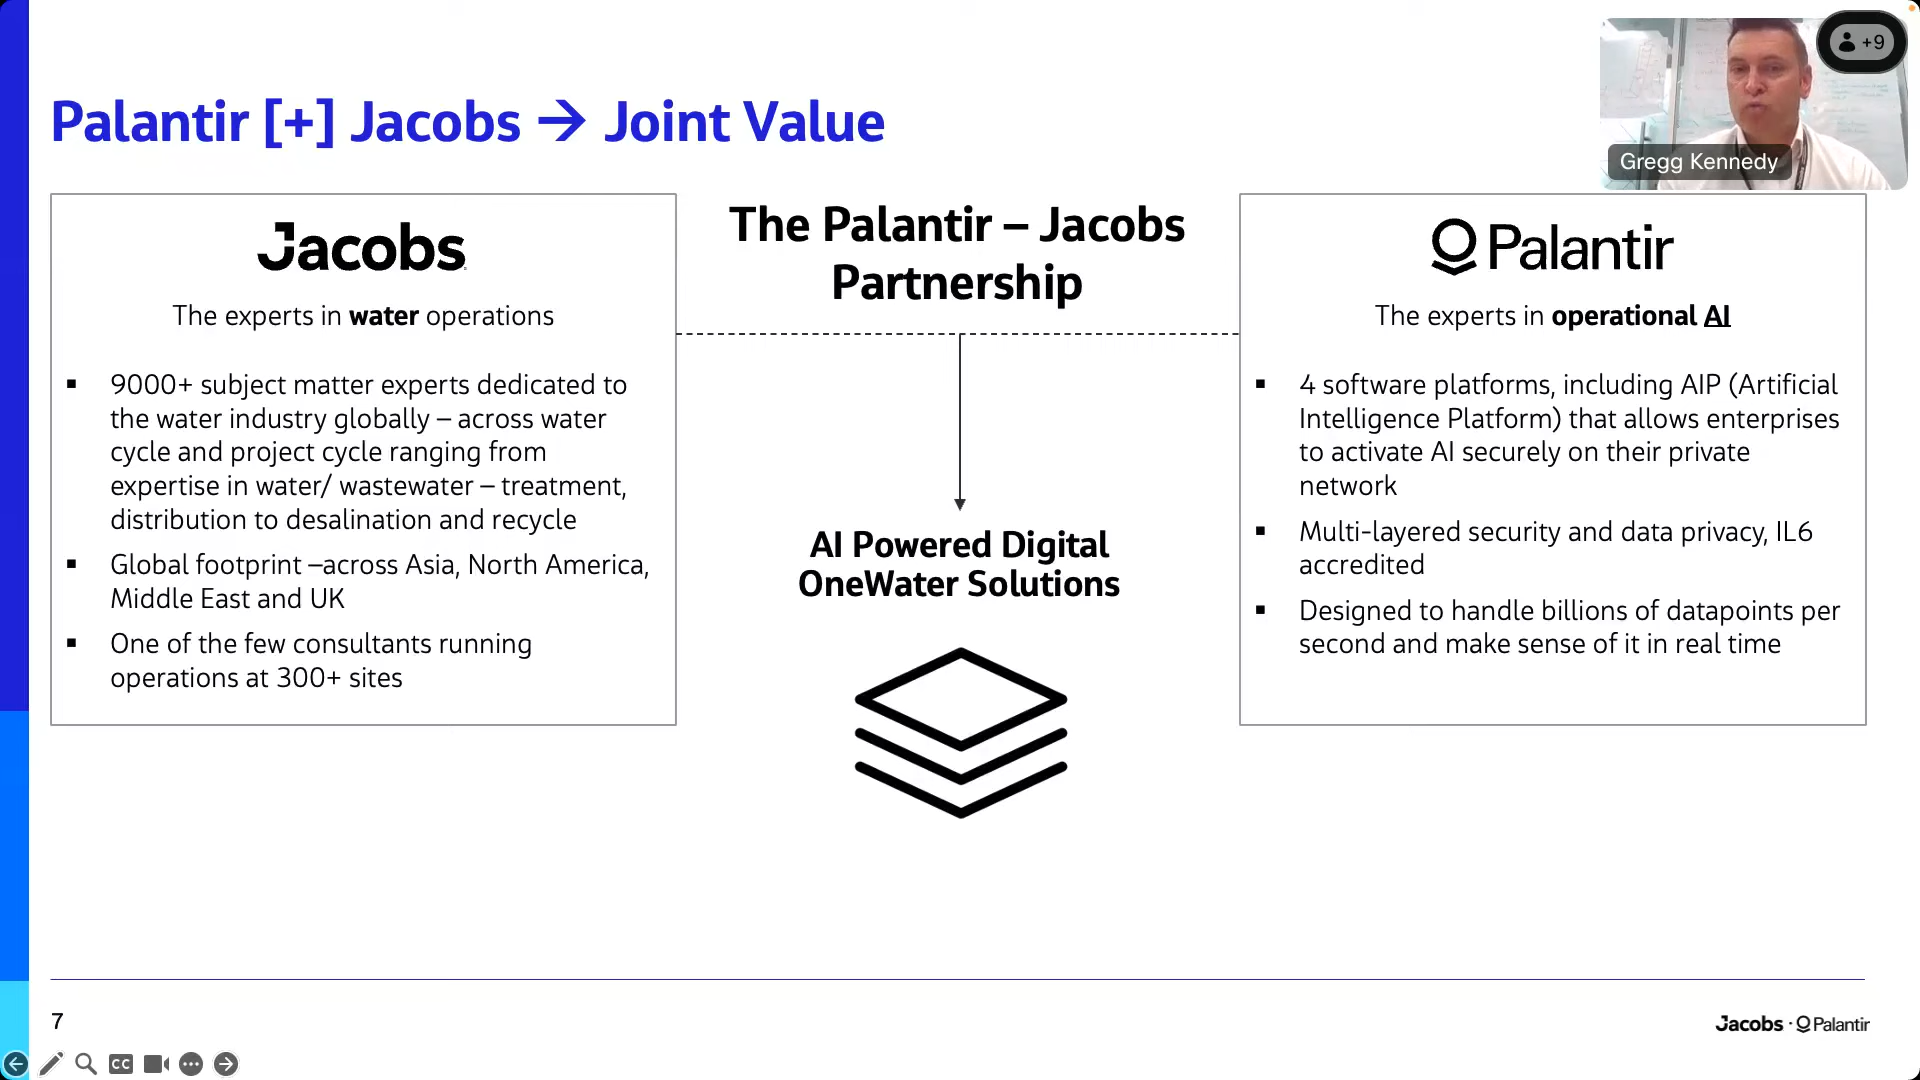 +9
Gregg Kennedy
Palantir [+] Jacobs → Joint Value
Jacobs
The experts in water operations
▪ 9000+ subject matter experts dedicated to
the water industry globally – across water
cycle and project cycle ranging from
expertise in water/ wastewater – treatment,
distribution to desalination and recycle
▪ Global footprint –across Asia, North America,
Middle East and UK
▪ One of the few consultants running
operations at 300+ sites
The Palantir – Jacobs
Partnership
AI Powered Digital
OneWater Solutions
Palantir
The experts in operational AI
▪ 4 software platforms, including AIP (Artificial
Intelligence Platform) that allows enterprises
to activate AI securely on their private
network
▪ Multi-layered security and data privacy, IL6
accredited
▪ Designed to handle billions of datapoints per
second and make sense of it in real time
7
Jacobs · Palantir
CC